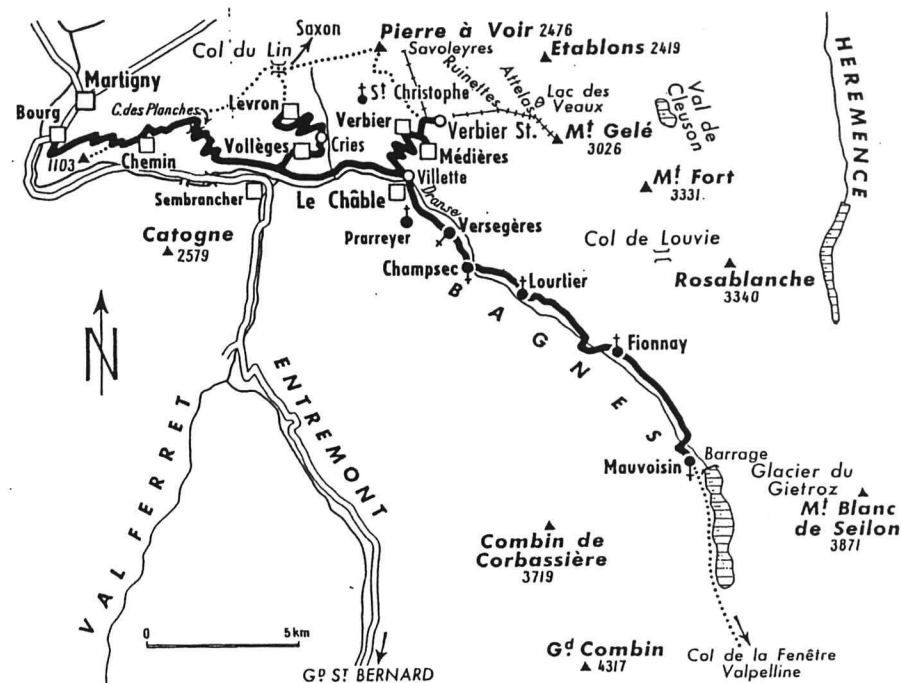 Saxon
Pierre à Voir 2476
Col du Lin
Savoleyres
Etablons 2419
Martigny
Ruinettes
Attelas
HEREMENCE
Bourg
C. des Planches
Levron
St Christophe
Lac des
Veaux
Val de
Cleuson
Verbier
Verbier St.
Mt Gelé
3026
1103
Chemin
Vollèges
Cries
Médières
Villette
Sembrancher
Le Châble
Dranse
Mt Fort
3331
Prarreyer
Versegères
Catogne
2579
Col de Louvie
Champsec
Lourtier
Rosablanche
3340
BAGNES
N
Fionnay
ENTREMONT
VAL FERRET
Mauvoisin
Barrage
Glacier du
Gietroz
Mt Blanc
de Seilon
3871
Combin de
Corbassière
3719
0 5 km
Gd Combin
4317
Col de la Fenêtre
Valpelline
Gd St BERNARD